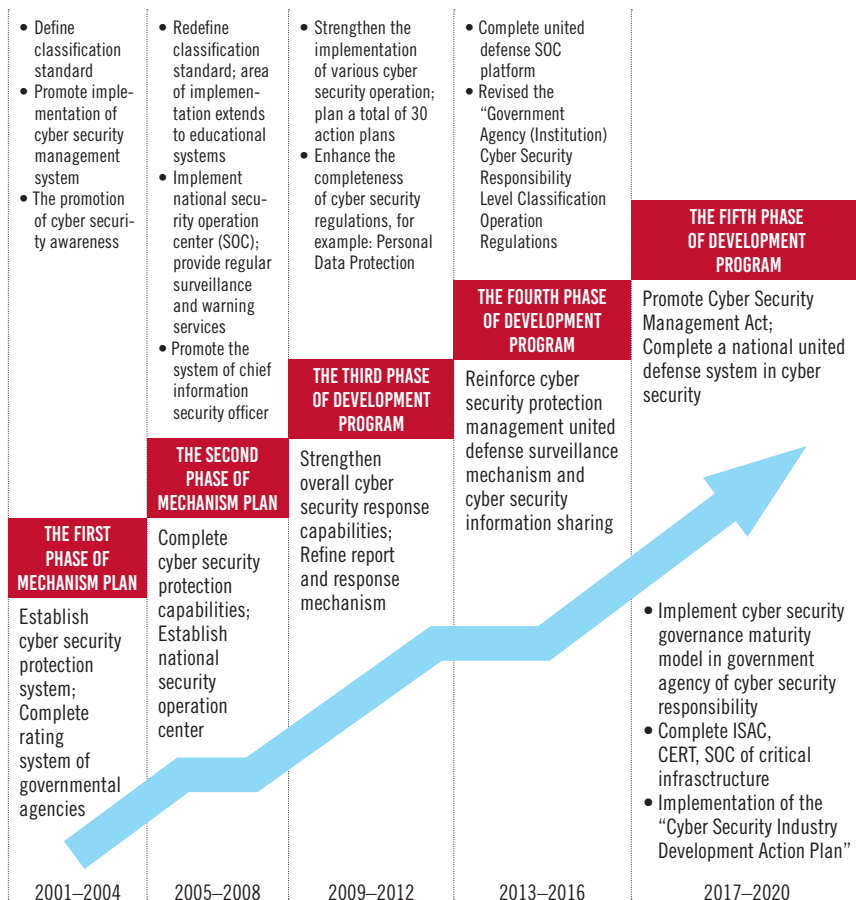 • Define
classification
standard
• Promote imple-
mentation of
cyber security
management
system
• The promotion
of cyber securi-
ty awareness
THE FIRST
PHASE OF
MECHANISM PLAN
Establish
cyber security
protection
system;
Complete
rating
system of
governmental
agencies
2001–2004
• Redefine
classification
standard; area
of implemen-
tation extends
to educational
systems
• Implement
national secu-
rity operation
center (SOC);
provide regular
surveillance
and warning
services
• Promote the
system of chief
information
security officer
THE SECOND
PHASE OF
MECHANISM PLAN
Complete
cyber security
protection
capabilities;
Establish
national
security
operation
center
2005–2008
• Strengthen the
implementation
of various cyber
security operation;
plan a total of 30
action plans
• Enhance the
completeness
of cyber security
regulations, for
example: Personal
Data Protection
THE THIRD PHASE
OF DEVELOPMENT
PROGRAM
Strengthen
overall cyber
security response
capabilities;
Refine report
and response
mechanism
2009–2012
• Complete united
defense SOC
platform
• Revised the
“Government
Agency (Institution)
Cyber Security
Responsibility
Level Classification
Operation
Regulations
THE FOURTH PHASE
OF DEVELOPMENT
PROGRAM
Reinforce cyber
security protection
management united
defense surveillance
mechanism and
cyber security
information sharing
2013–2016
THE FIFTH PHASE
OF DEVELOPMENT
PROGRAM
Promote Cyber Security
Management Act;
Complete a national united
defense system in cyber
security
• Implement cyber security
governance maturity
model in government
agency of cyber security
responsibility
• Complete ISAC,
CERT, SOC of critical
infrasctructure
• Implementation of the
“Cyber Security Industry
Development Action Plan”
2017–2020